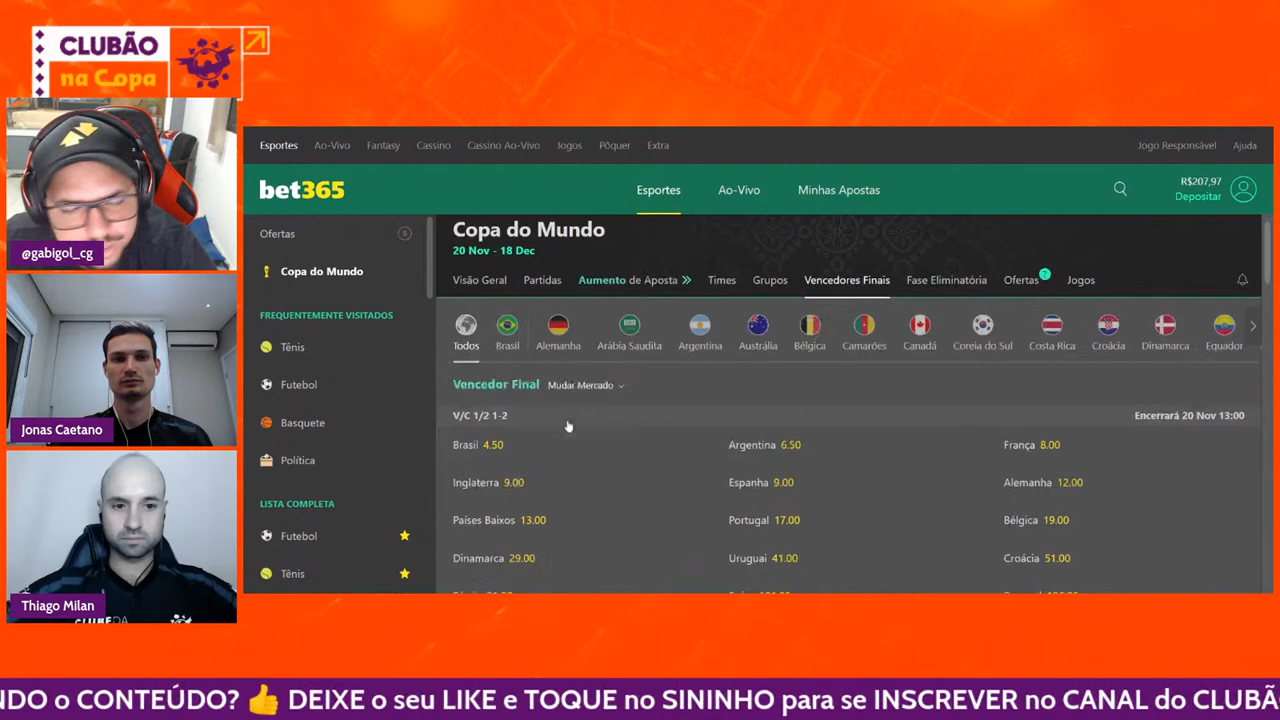 CLUBÃO
na Copa
@gabigol_cg
Jonas Caetano
Thiago Milan
CLUBE DA
Esportes Ao-Vivo Fantasy Cassino Cassino Ao-Vivo Jogos Pôquer Extra Jogo Responsável Ajuda
bet365 Esportes Ao-Vivo Minhas Apostas R$207,97
Depositar
Ofertas 5
Copa do Mundo
FREQUENTEMENTE VISITADOS
Tênis
Futebol
Basquete
Política
LISTA COMPLETA
Futebol
Tênis
Copa do Mundo
20 Nov - 18 Dec
Visão Geral Partidas Aumento de Aposta Times Grupos Vencedores Finais Fase Eliminatória Ofertas 7 Jogos
Todos Brasil Alemanha Arábia Saudita Argentina Austrália Bélgica Camarões Canadá Coreia do Sul Costa Rica Croácia Dinamarca Equador
Vencedor Final Mudar Mercado
V/C 1/2 1-2 Encerrará 20 Nov 13:00
Brasil 4.50 Argentina 6.50 França 8.00
Inglaterra 9.00 Espanha 9.00 Alemanha 12.00
Países Baixos 13.00 Portugal 17.00 Bélgica 19.00
Dinamarca 29.00 Uruguai 41.00 Croácia 51.00
NDO o CONTEÚDO? 👍 DEIXE o seu LIKE e TOQUE no SININHO para se INSCREVER no CANAL do CLUBÃ